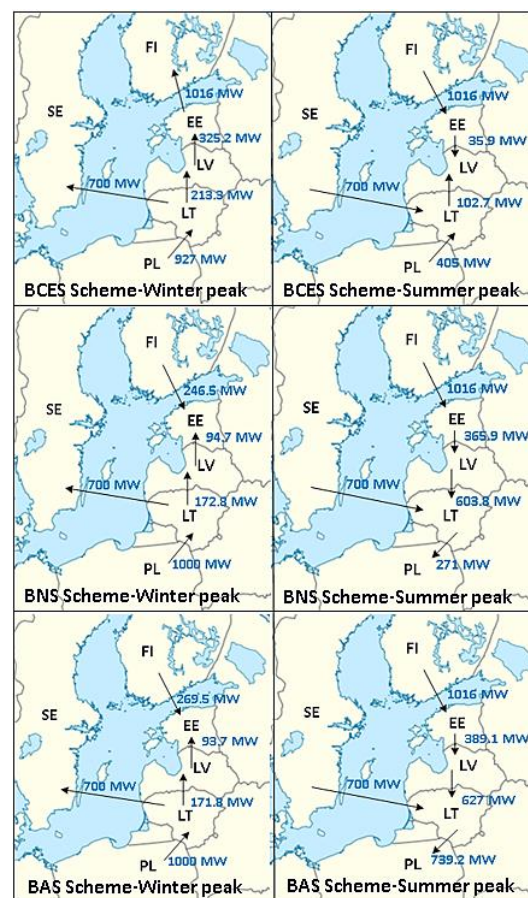 FI
1016 MW
SE
EE
325.2 MW
LV
700 MW
213.3 MW
LT
PL
927 MW
BCES Scheme-Winter peak
FI
1016 MW
SE
EE
35.9 MW
LV
700 MW
102.7 MW
LT
PL
405 MW
BCES Scheme-Summer peak
FI
246.5 MW
SE
EE
94.7 MW
LV
700 MW
172.8 MW
LT
PL
1000 MW
BNS Scheme-Winter peak
FI
1016 MW
SE
EE
365.9 MW
LV
700 MW
603.8 MW
LT
PL
271 MW
BNS Scheme-Summer peak
FI
269.5 MW
SE
EE
93.7 MW
LV
700 MW
171.8 MW
LT
PL
1000 MW
BAS Scheme-Winter peak
FI
1016 MW
SE
EE
389.1 MW
LV
700 MW
627 MW
LT
PL
739.2 MW
BAS Scheme-Summer peak